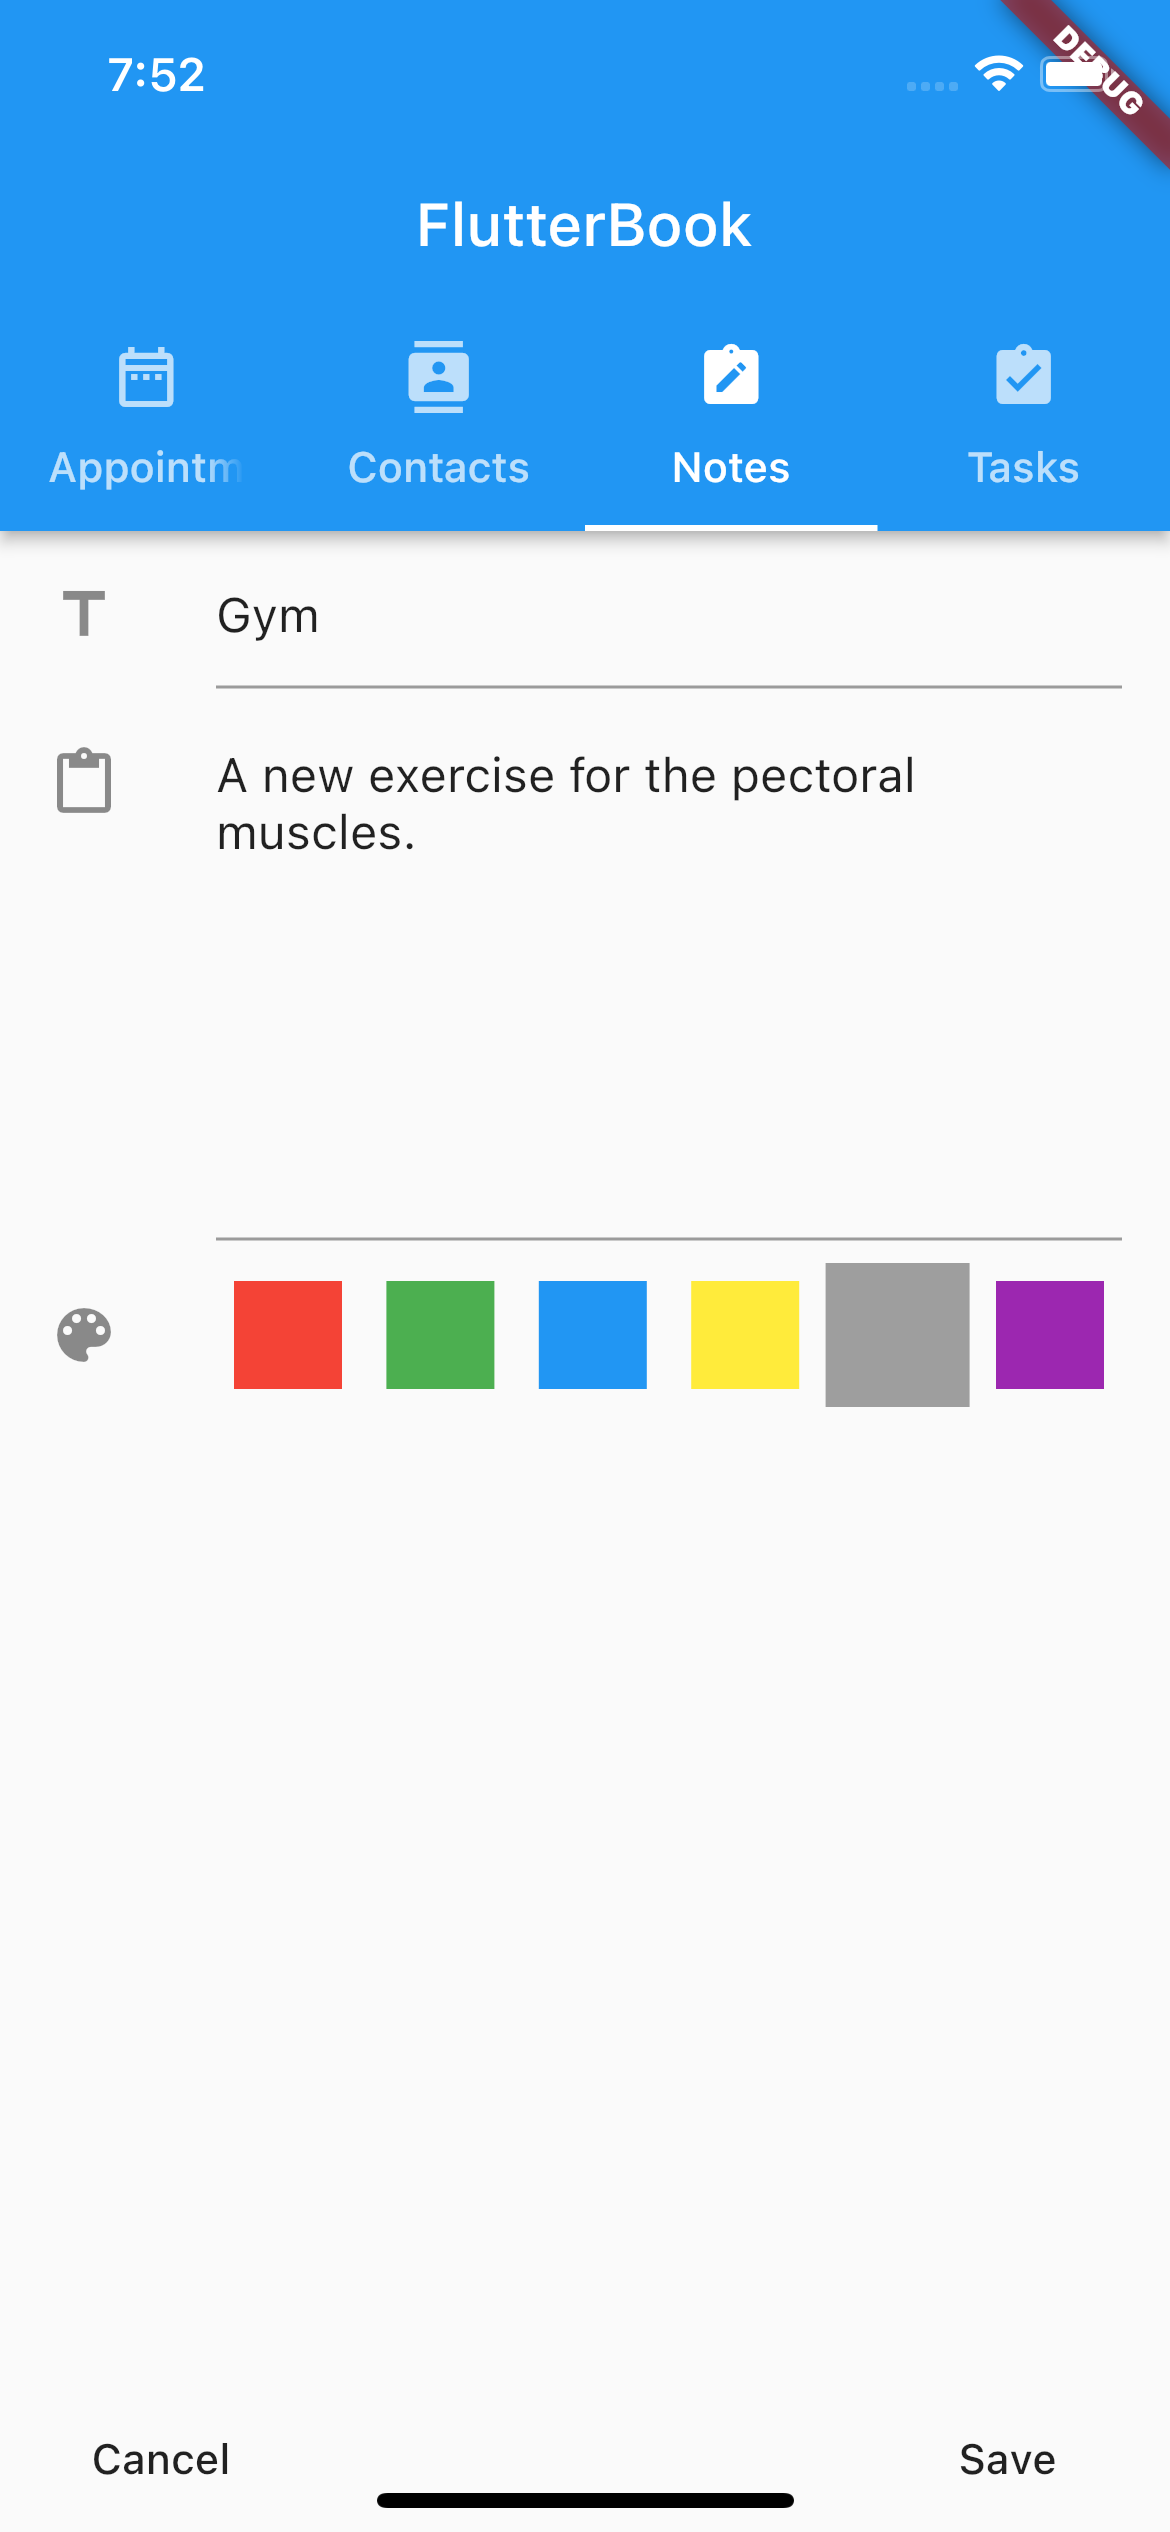 7:52
DEBUG
FlutterBook
Appointm
Contacts
Notes
Tasks
Gym
A new exercise for the pectoral
muscles.
Cancel
Save